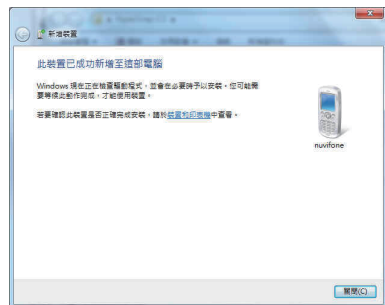 新增裝置
此裝置已成功新增至這部電腦
Windows 現在正在檢查驅動程式，並會在必要時予以安裝。您可能需
要等候此動作完成，才能使用裝置。
若要確認此裝置是否正確完成安裝，請於裝置和印表機中查看。
nuvifone
關閉(C)